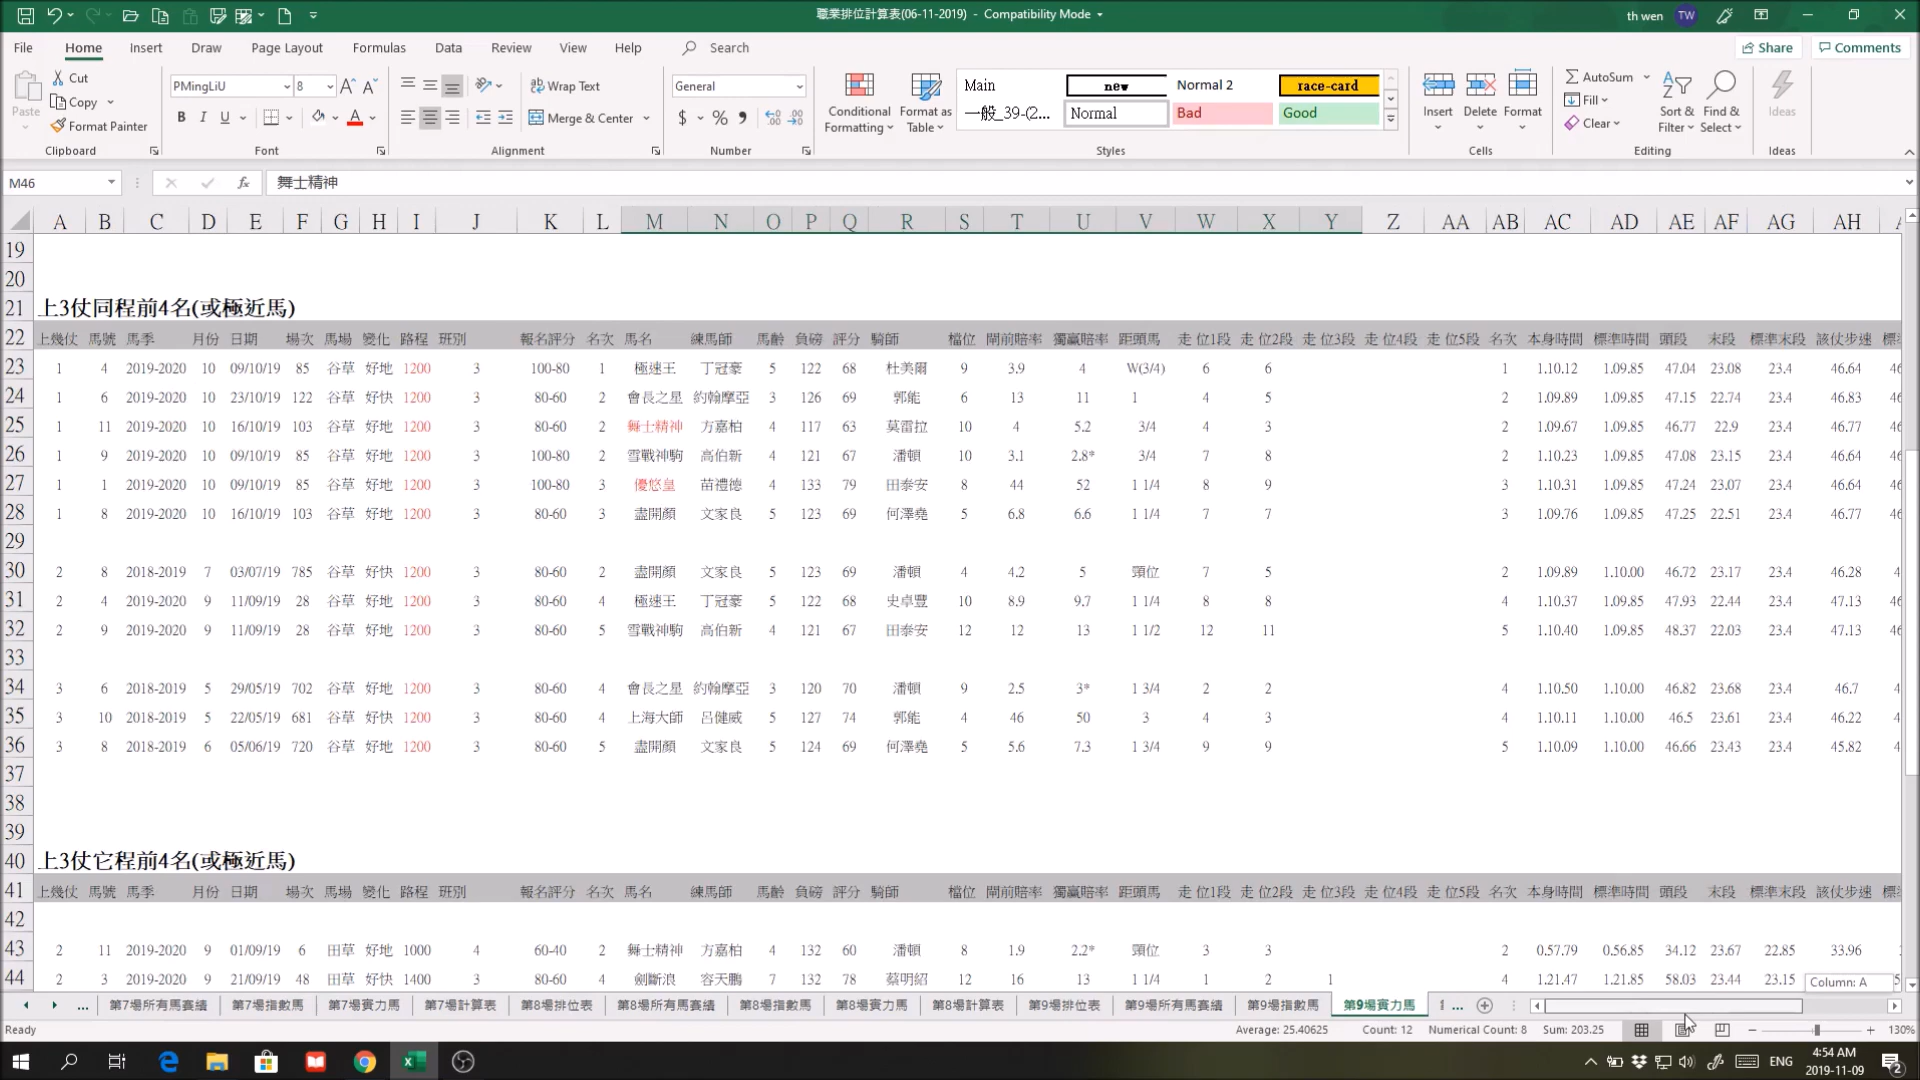 職業排位計算表(06-11-2019) - Compatibility Mode
th wen TW
File Home Insert Draw Page Layout Formulas Data Review View Help Search Share Comments
Cut
Copy
Format Painter
Paste
Clipboard
PMingLiU 8
B I U
Font
Wrap Text
Merge & Center
Alignment
General
$ %
Number
Conditional Formatting
Format as Table
Main new Normal 2 race-card
一般_39-(2... Normal Bad Good
Styles
Insert Delete Format
Cells
AutoSum
Fill
Clear
Sort & Filter
Find & Select
Editing
Ideas
Ideas
M46 fx 舞士精神
A B C D E F G H I J K L M N O P Q R S T U V W X Y Z AA AB AC AD AE AF AG AH
19
20
21 上3仗同程前4名(或極近馬)
22 上幾仗 馬號 馬季 月份 日期 場次 馬場 變化 路程 班別 報名評分 名次 馬名 練馬師 馬齡 負磅 評分 騎師 檔位 閘前賠率 獨贏賠率 距頭馬 走 位1段 走 位2段 走 位3段 走 位4段 走 位5段 名次 本身時間 標準時間 頭段 末段 標準末段 該仗步速
23 1 4 2019-2020 10 09/10/19 85 谷草 好地 1200 3 100-80 1 極速王 丁冠豪 5 122 68 杜美爾 9 3.9 4 W(3/4) 6 6 1 1.10.12 1.09.85 47.04 23.08 23.4 46.64
24 1 6 2019-2020 10 23/10/19 122 谷草 好快 1200 3 80-60 2 會長之星 約翰摩亞 3 126 69 郭能 6 13 11 1 4 5 2 1.09.89 1.09.85 47.15 22.74 23.4 46.83
25 1 11 2019-2020 10 16/10/19 103 谷草 好地 1200 3 80-60 2 舞士精神 方嘉柏 4 117 63 莫雷拉 10 4 5.2 3/4 4 3 2 1.09.67 1.09.85 46.77 22.9 23.4 46.77
26 1 9 2019-2020 10 09/10/19 85 谷草 好地 1200 3 100-80 2 雪戰神駒 高伯新 4 121 67 潘頓 10 3.1 2.8* 3/4 7 8 2 1.10.23 1.09.85 47.08 23.15 23.4 46.64
27 1 1 2019-2020 10 09/10/19 85 谷草 好地 1200 3 100-80 3 優悠皇 苗禮德 4 133 79 田泰安 8 44 52 1 1/4 8 9 3 1.10.31 1.09.85 47.24 23.07 23.4 46.64
28 1 8 2019-2020 10 16/10/19 103 谷草 好地 1200 3 80-60 3 盡開顏 文家良 5 123 69 何澤堯 5 6.8 6.6 1 1/4 7 7 3 1.09.76 1.09.85 47.25 22.51 23.4 46.77
29
30 2 8 2018-2019 7 03/07/19 785 谷草 好快 1200 3 80-60 2 盡開顏 文家良 5 123 69 潘頓 4 4.2 5 頸位 7 5 2 1.09.89 1.10.00 46.72 23.17 23.4 46.28
31 2 4 2019-2020 9 11/09/19 28 谷草 好地 1200 3 80-60 4 極速王 丁冠豪 5 122 68 史卓豐 10 8.9 9.7 1 1/4 8 8 4 1.10.37 1.09.85 47.93 22.44 23.4 47.13
32 2 9 2019-2020 9 11/09/19 28 谷草 好地 1200 3 80-60 5 雪戰神駒 高伯新 4 121 67 田泰安 12 12 13 1 1/2 12 11 5 1.10.40 1.09.85 48.37 22.03 23.4 47.13
33
34 3 6 2018-2019 5 29/05/19 702 谷草 好地 1200 3 80-60 4 會長之星 約翰摩亞 3 120 70 潘頓 9 2.5 3* 1 3/4 2 2 4 1.10.50 1.10.00 46.82 23.68 23.4 46.7
35 3 10 2018-2019 5 22/05/19 681 谷草 好快 1200 3 80-60 4 上海大師 呂健威 5 127 74 郭能 4 46 50 3 4 3 4 1.10.11 1.10.00 46.5 23.61 23.4 46.22
36 3 8 2018-2019 6 05/06/19 720 谷草 好地 1200 3 80-60 5 盡開顏 文家良 5 124 69 何澤堯 5 5.6 7.3 1 3/4 9 9 5 1.10.09 1.10.00 46.66 23.43 23.4 45.82
37
38
39
40 上3仗它程前4名(或極近馬)
41 上幾仗 馬號 馬季 月份 日期 場次 馬場 變化 路程 班別 報名評分 名次 馬名 練馬師 馬齡 負磅 評分 騎師 檔位 閘前賠率 獨贏賠率 距頭馬 走 位1段 走 位2段 走 位3段 走 位4段 走 位5段 名次 本身時間 標準時間 頭段 末段 標準末段 該仗步速
42
43 2 11 2019-2020 9 01/09/19 6 田草 好地 1000 4 60-40 2 舞士精神 方嘉柏 4 132 60 潘頓 8 1.9 2.2* 頸位 3 3 2 0.57.79 0.56.85 34.12 23.67 22.85 33.96
44 2 3 2019-2020 9 21/09/19 48 田草 好快 1400 3 80-60 4 劍斷浪 容天鵬 7 132 78 蔡明紹 12 16 13 1 1/4 1 2 1 4 1.21.47 1.21.85 58.03 23.44 23.15
Column: A
... 第7場所有馬賽績 第7場指數馬 第7場實力馬 第7場計算表 第8場排位表 第8場所有馬賽績 第8場指數馬 第8場實力馬 第8場計算表 第9場排位表 第9場所有馬賽績 第9場指數馬 第9場實力馬 ...
Ready Average: 25.40625 Count: 12 Numerical Count: 8 Sum: 203.25 130%
ENG 4:54 AM
2019-11-09 2